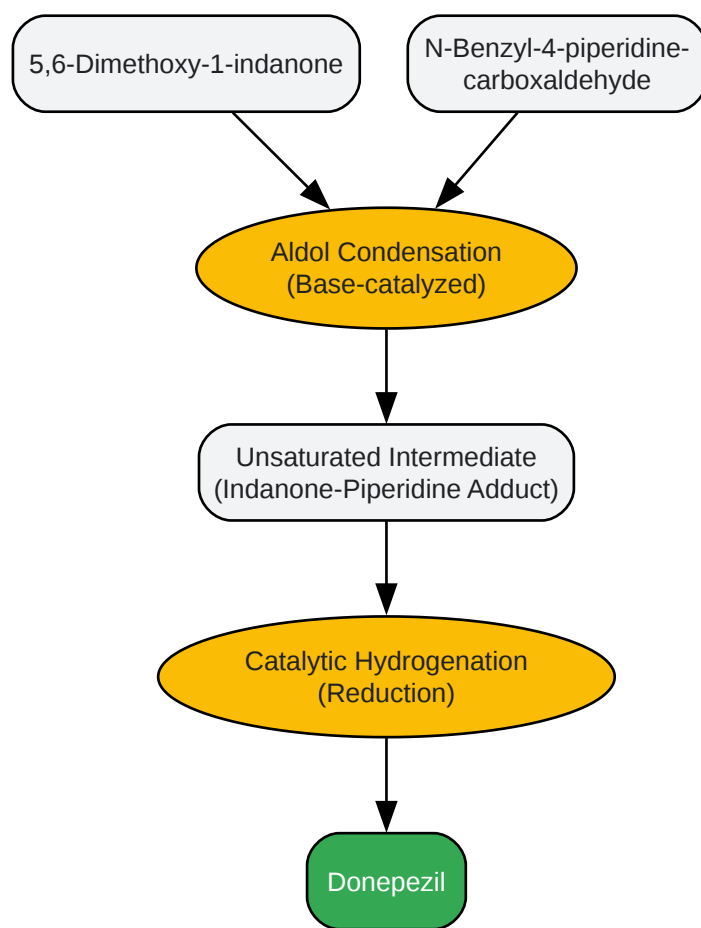 5,6-Dimethoxy-1-indanone
N-Benzyl-4-piperidine-
carboxaldehyde
Aldol Condensation
(Base-catalyzed)
Unsaturated Intermediate
(Indanone-Piperidine Adduct)
Catalytic Hydrogenation
(Reduction)
Donepezil